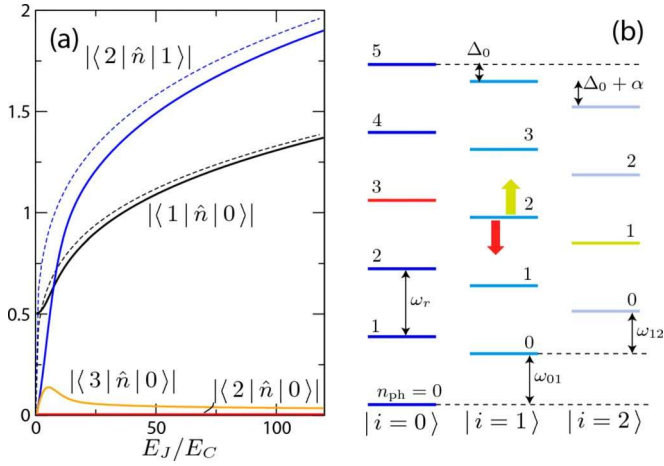 (a)
2
1.5
1
0.5
0
0
50
100
E_J/E_C
|⟨2|n̂|1⟩|
|⟨1|n̂|0⟩|
|⟨3|n̂|0⟩|
|⟨2|n̂|0⟩|
(b)
5
4
3
2
1
n_ph = 0
ω_r
|i = 0⟩
Δ_0
3
2
1
0
ω_01
|i = 1⟩
Δ_0 + α
2
1
0
ω_12
|i = 2⟩